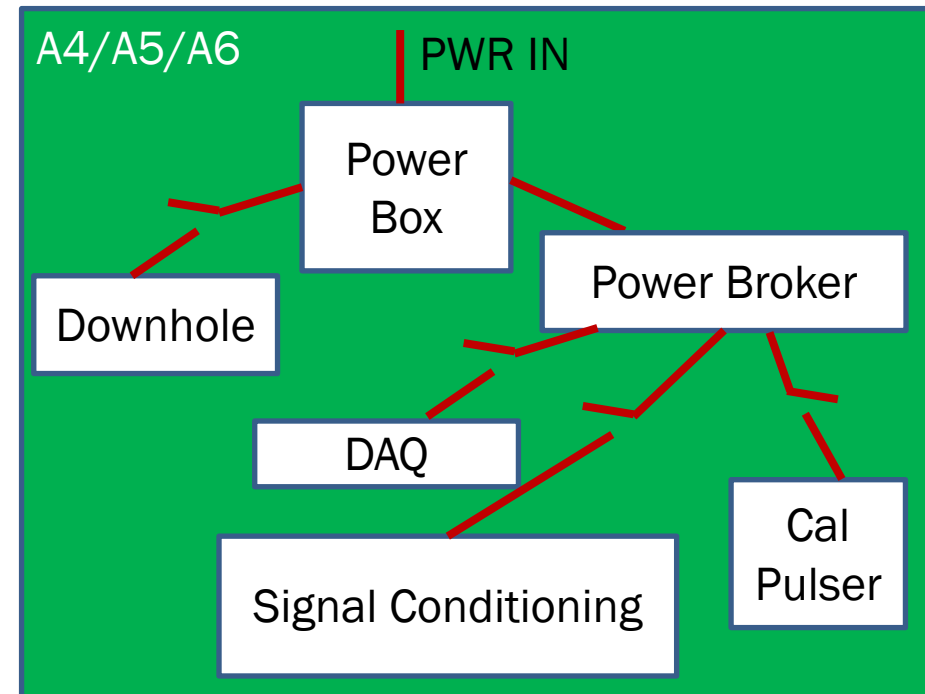 A4/A5/A6
PWR IN
Power
Box
Power Broker
Downhole
DAQ
Cal
Pulser
Signal Conditioning